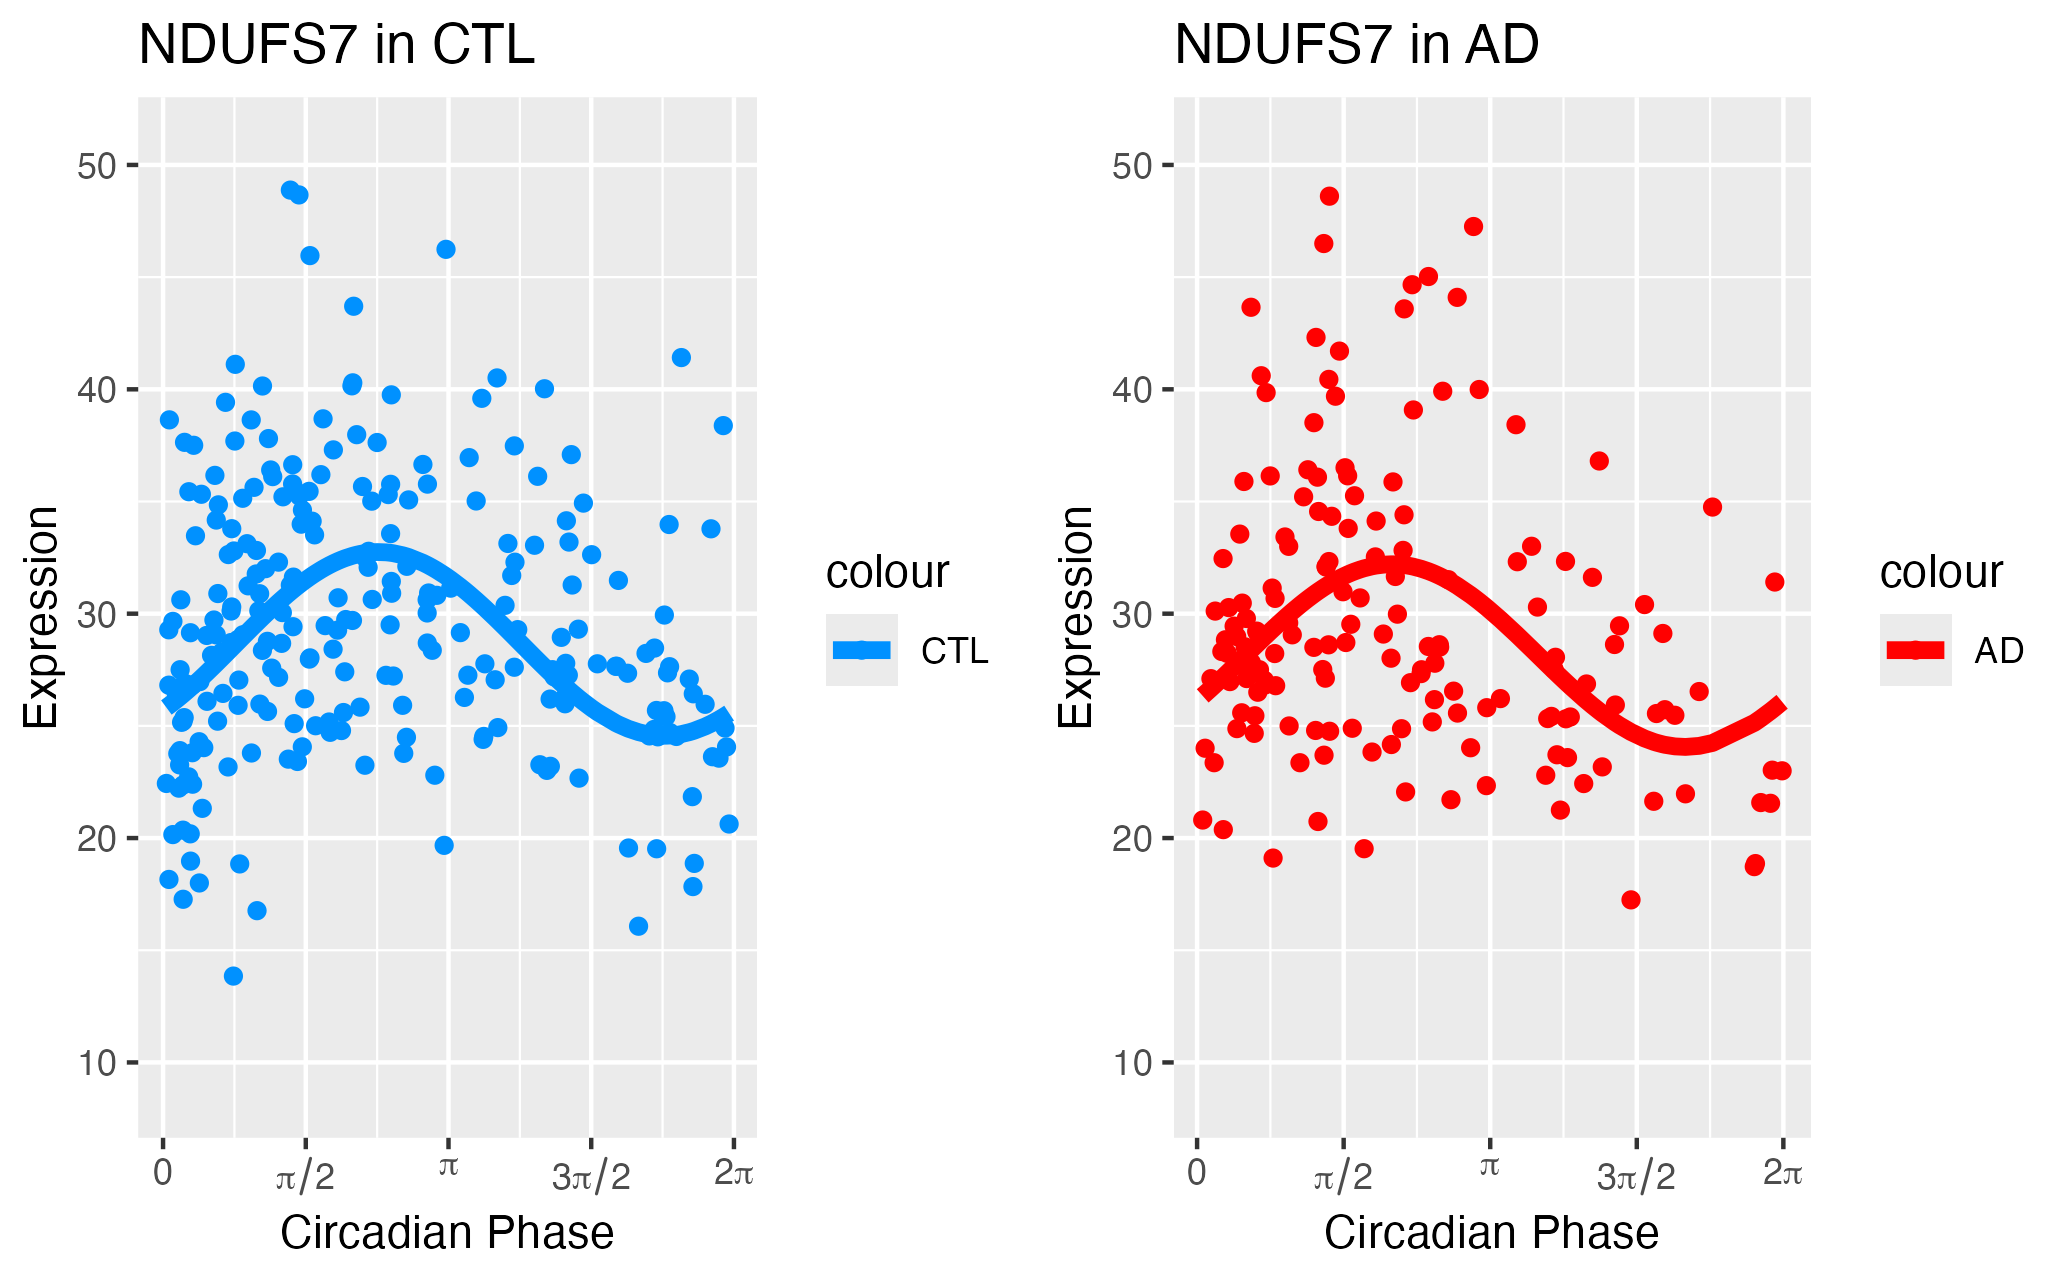 NDUFS7 in CTL
Expression
50
40
30
20
10
0
π/2
π
3π/2
2π
Circadian Phase
colour
CTL
NDUFS7 in AD
Expression
50
40
30
20
10
0
π/2
π
3π/2
2π
Circadian Phase
colour
AD